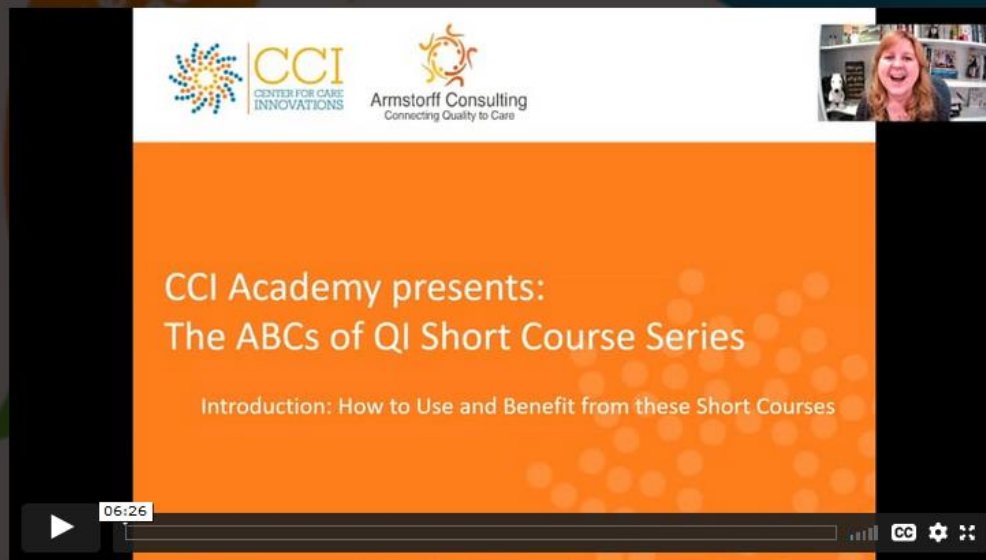 CCI
CENTER FOR CARE
INNOVATIONS
Armstorff Consulting
Connecting Quality to Care
CCI Academy presents:
The ABCs of QI Short Course Series
Introduction: How to Use and Benefit from these Short Courses
06:26
CC